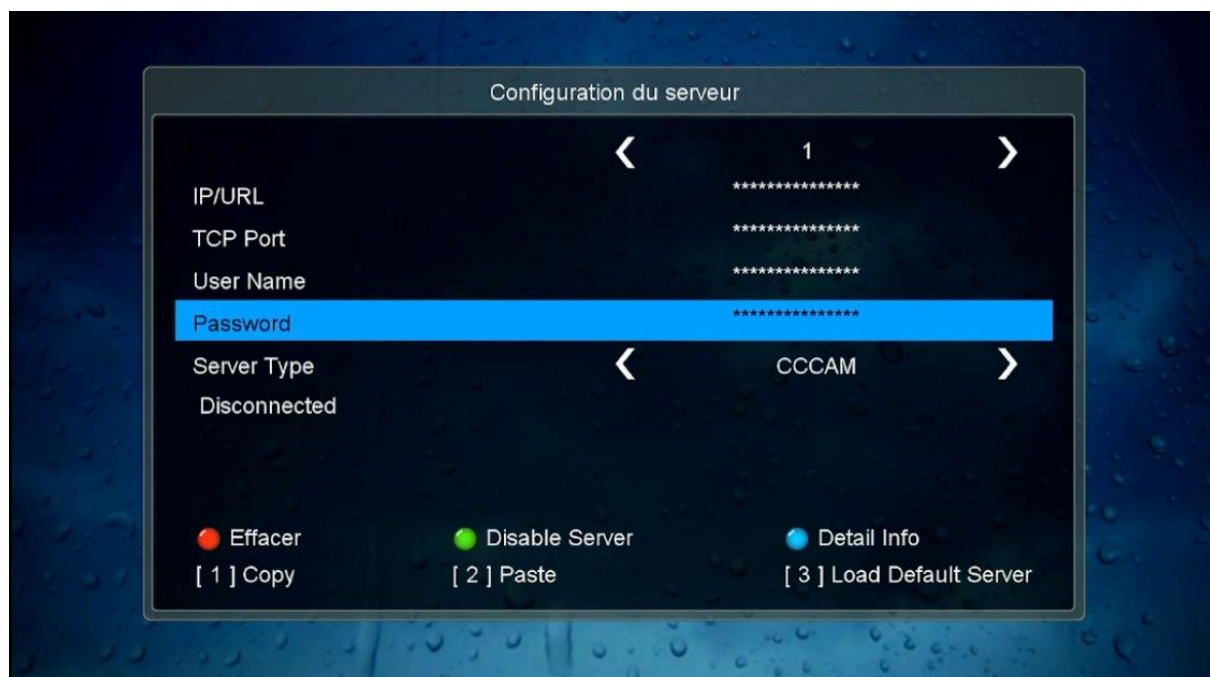 Configuration du serveur
❮ 1 ❯
IP/URL ***************
TCP Port ***************
User Name ***************
Password ***************
Server Type ❮ CCCAM ❯
Disconnected
Effacer Disable Server Detail Info
[ 1 ] Copy [ 2 ] Paste [ 3 ] Load Default Server